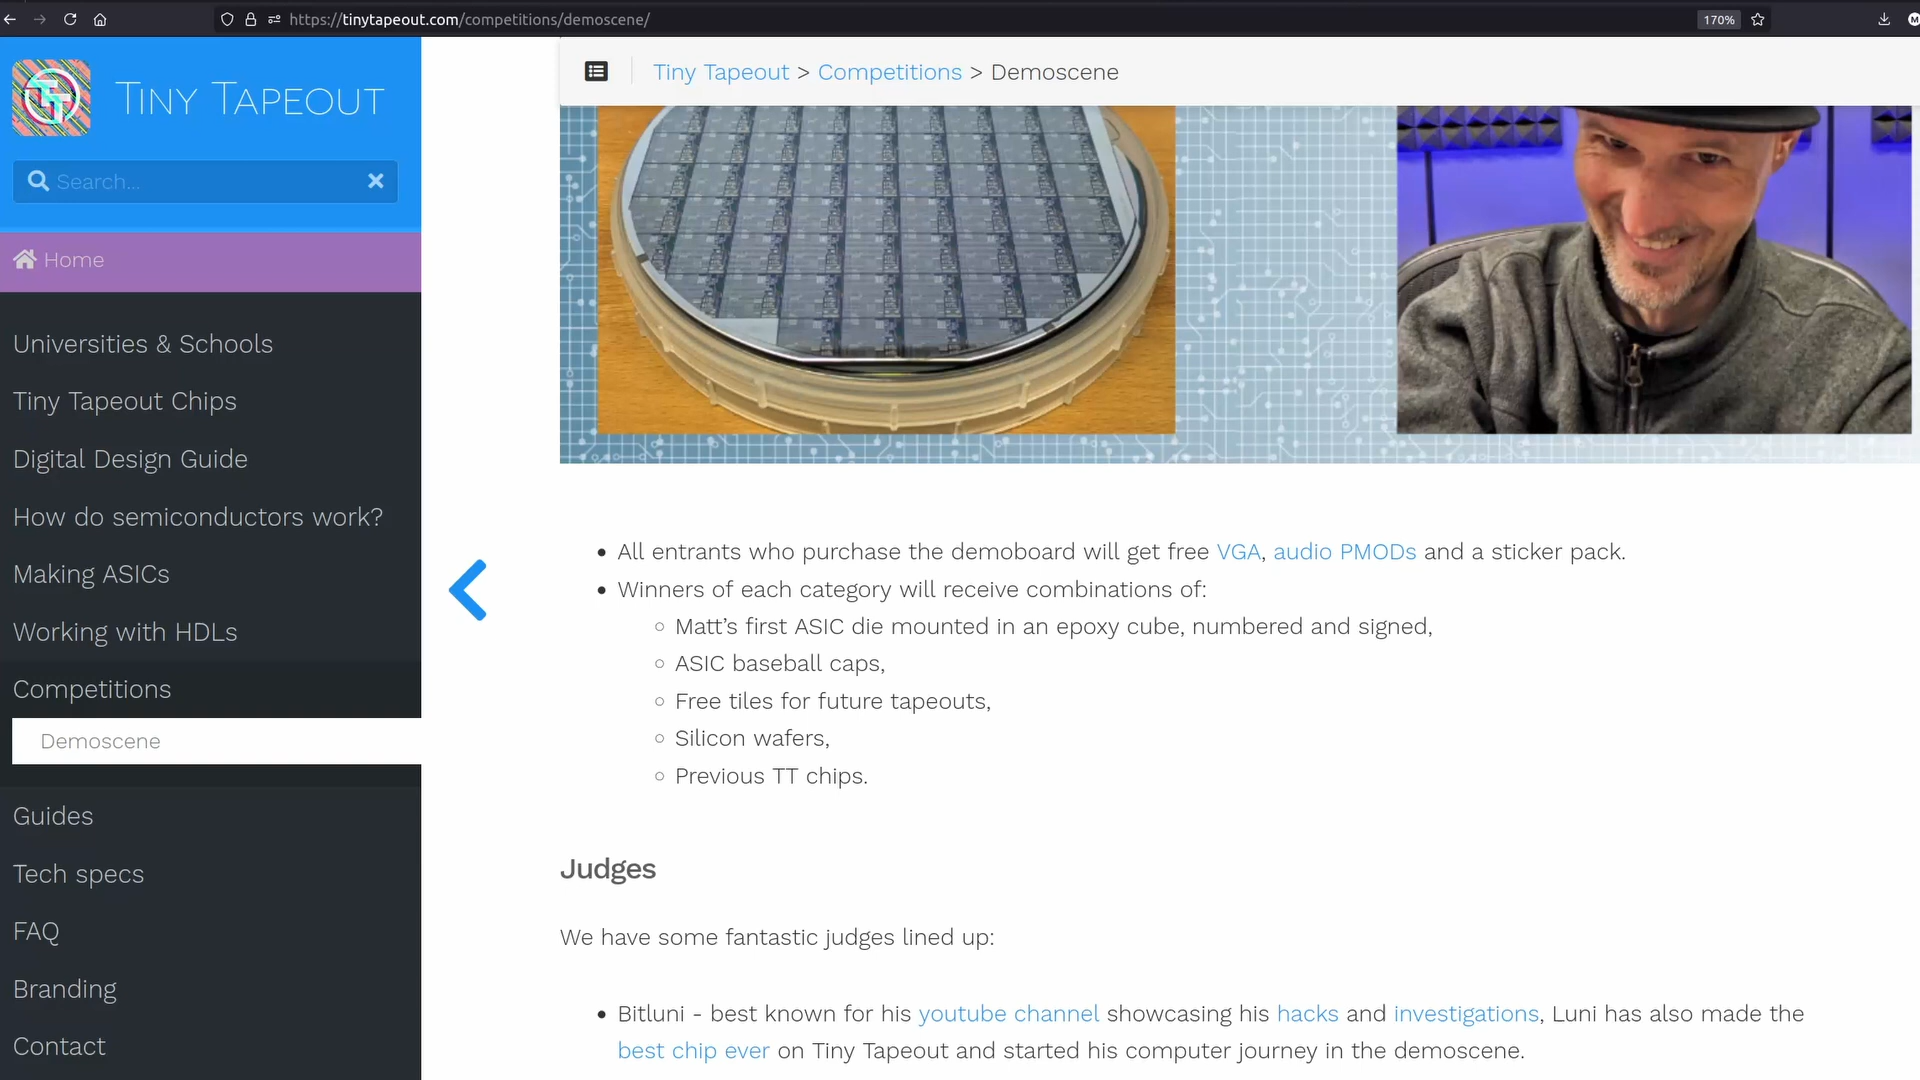 https://tinytapeout.com/competitions/demoscene/
170%
TINY TAPEOUT
Search...
Home
Universities & Schools
Tiny Tapeout Chips
Digital Design Guide
How do semiconductors work?
Making ASICs
Working with HDLs
Competitions
Demoscene
Guides
Tech specs
FAQ
Branding
Contact
Tiny Tapeout > Competitions > Demoscene
• All entrants who purchase the demoboard will get free VGA, audio PMODs and a sticker pack.
• Winners of each category will receive combinations of:
◦ Matt’s first ASIC die mounted in an epoxy cube, numbered and signed,
◦ ASIC baseball caps,
◦ Free tiles for future tapeouts,
◦ Silicon wafers,
◦ Previous TT chips.
Judges
We have some fantastic judges lined up:
• Bitluni - best known for his youtube channel showcasing his hacks and investigations, Luni has also made the
best chip ever on Tiny Tapeout and started his computer journey in the demoscene.